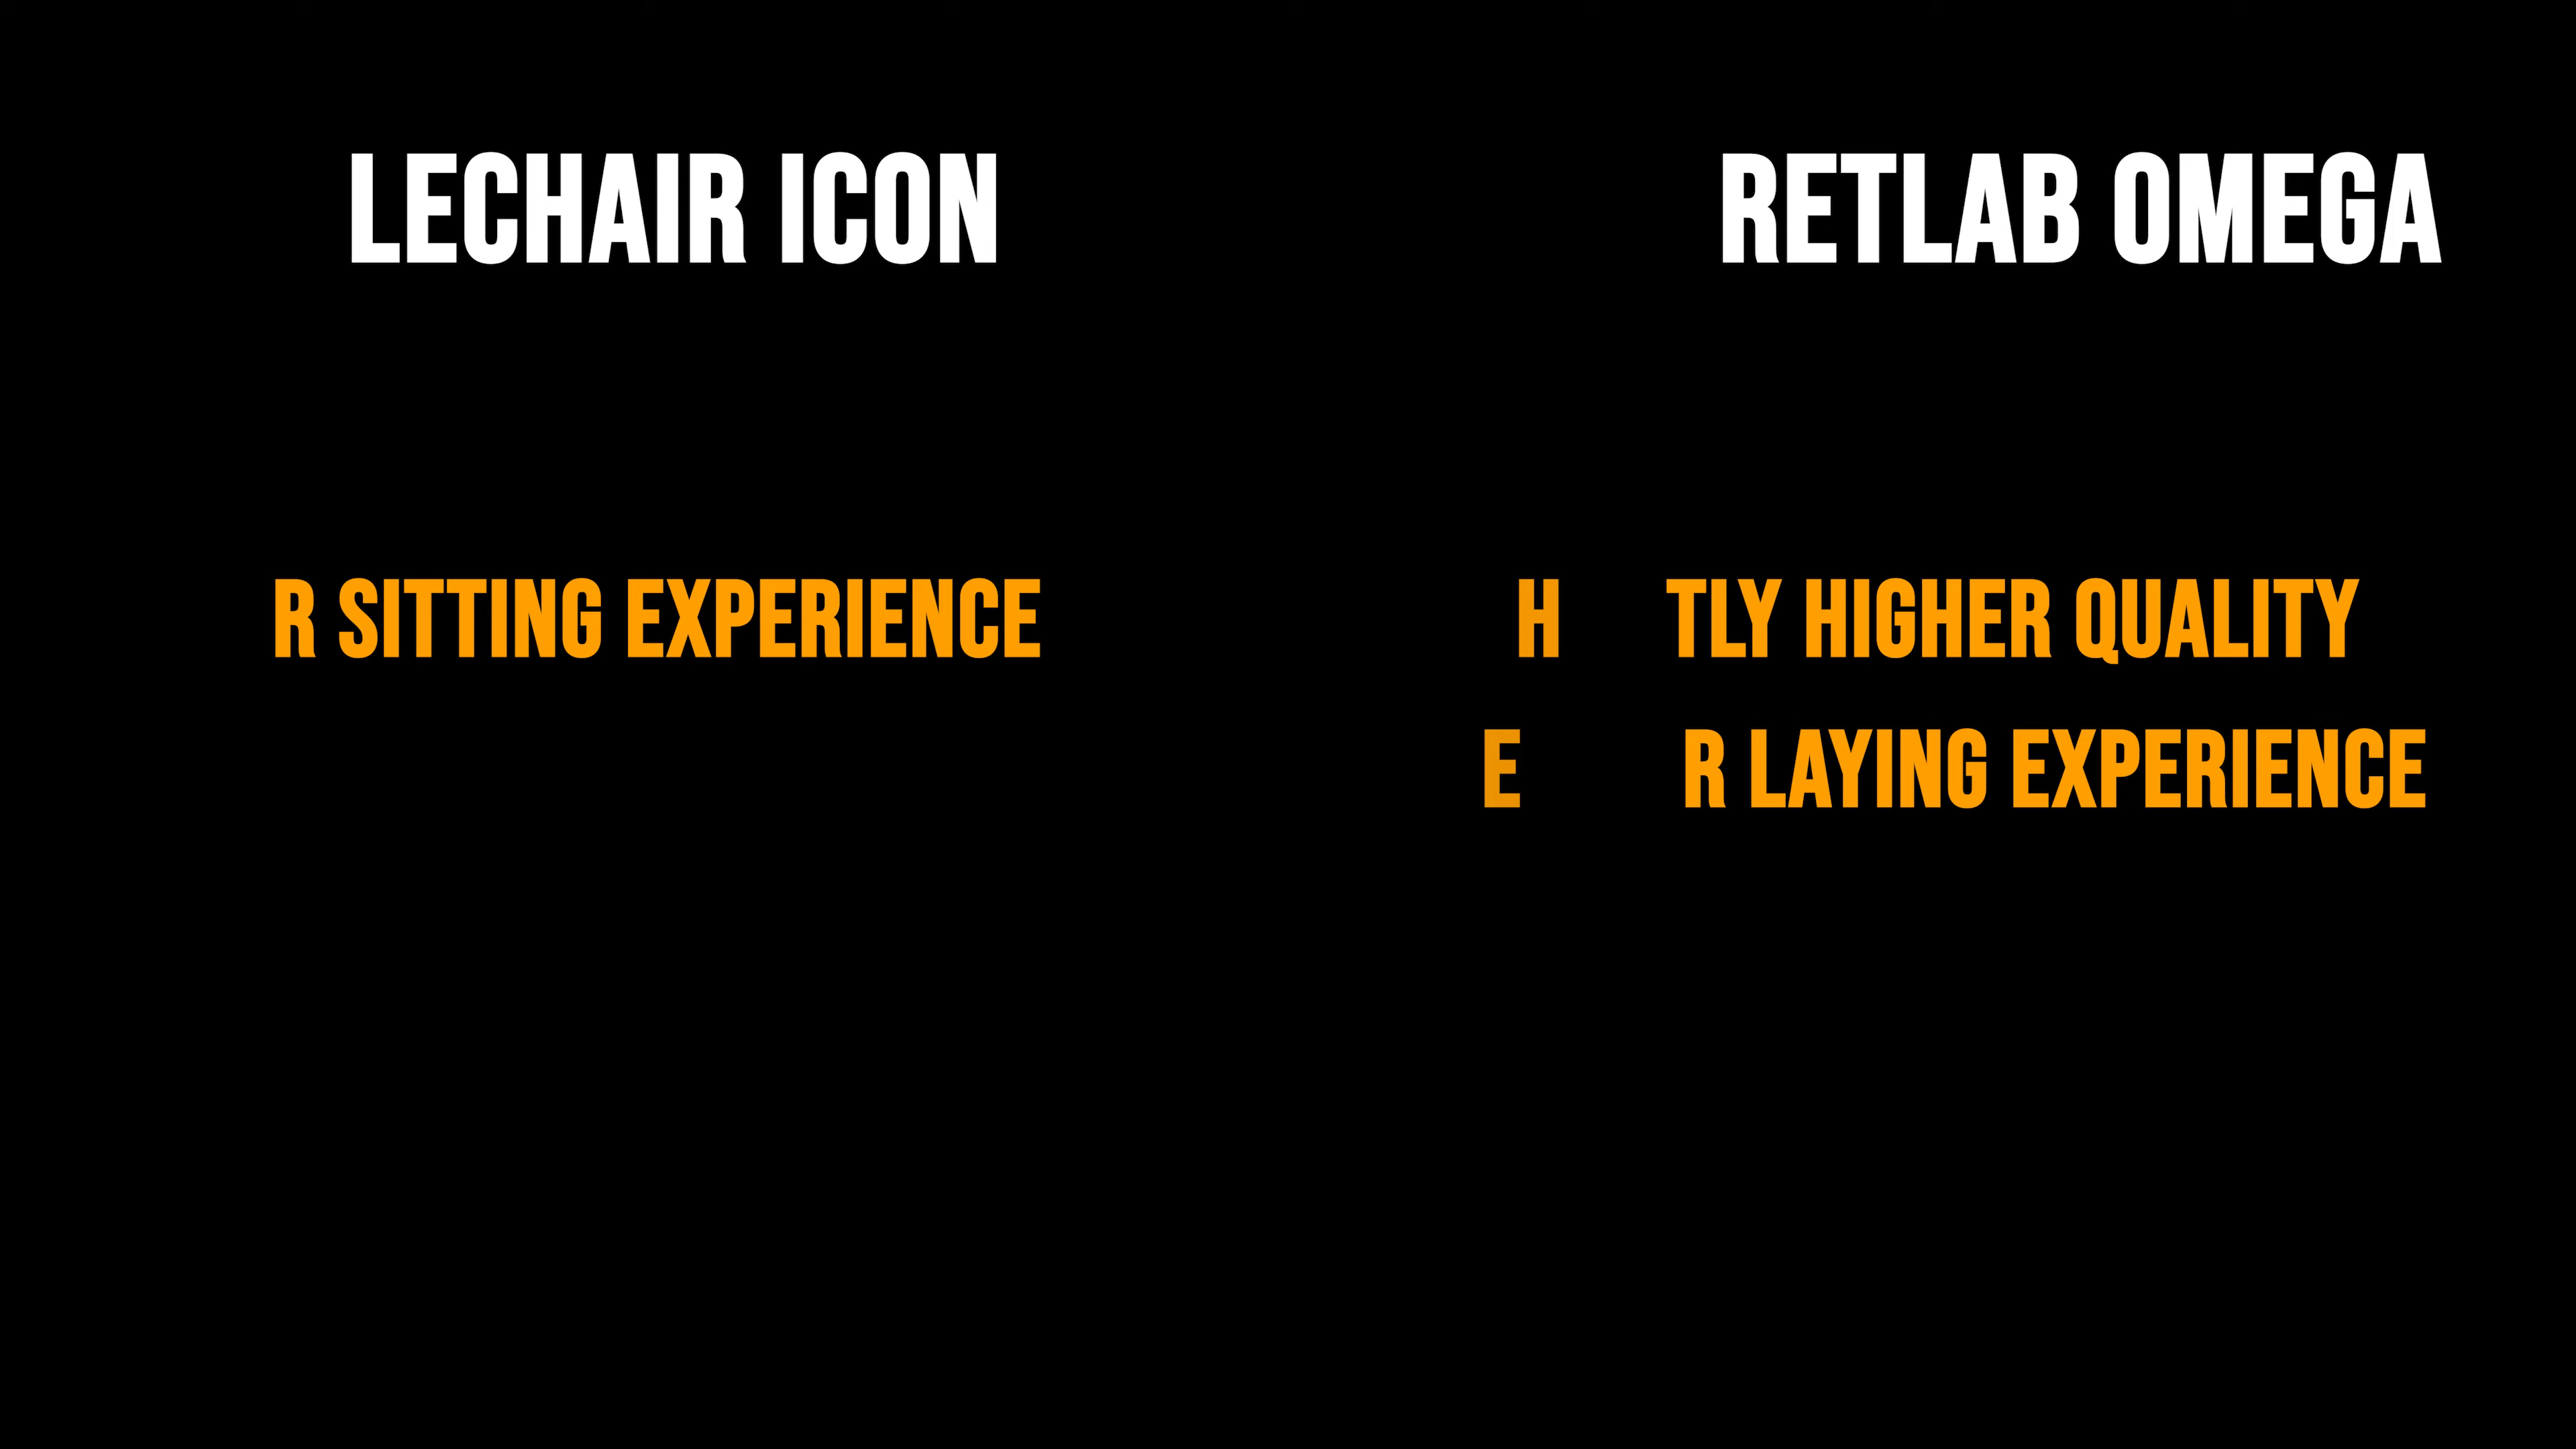 LECHAIR ICON
RETLAB OMEGA
R SITTING EXPERIENCE
H TLY HIGHER QUALITY
E R LAYING EXPERIENCE